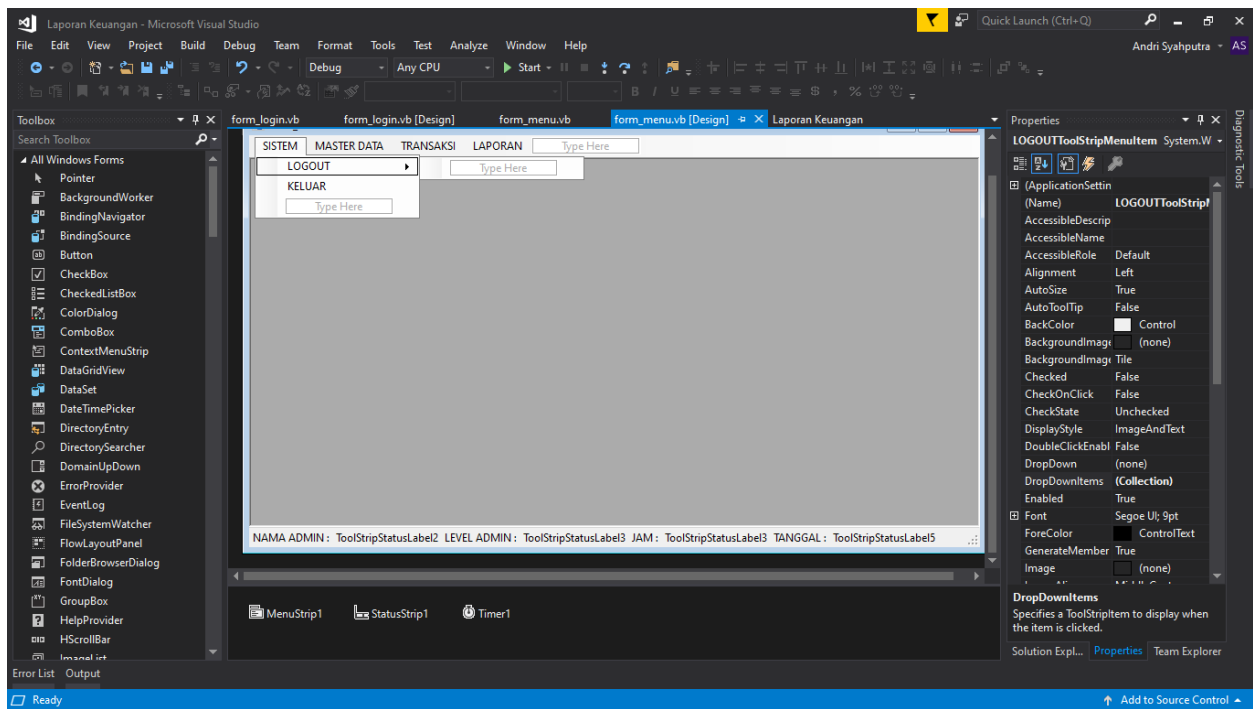 Laporan Keuangan - Microsoft Visual Studio
Quick Launch (Ctrl+Q)
File Edit View Project Build Debug Team Format Tools Test Analyze Window Help
Andri Syahputra AS
Debug Any CPU Start
Toolbox
form_login.vb form_login.vb [Design] form_menu.vb form_menu.vb [Design] Laporan Keuangan
Properties
Diagnostic Tools
Search Toolbox
All Windows Forms
Pointer
BackgroundWorker
BindingNavigator
BindingSource
Button
CheckBox
CheckedListBox
ColorDialog
ComboBox
ContextMenuStrip
DataGridView
DataSet
DateTimePicker
DirectoryEntry
DirectorySearcher
DomainUpDown
ErrorProvider
EventLog
FileSystemWatcher
FlowLayoutPanel
FolderBrowserDialog
FontDialog
GroupBox
HelpProvider
HScrollBar
ImageList
SISTEM MASTER DATA TRANSAKSI LAPORAN Type Here
LOGOUT Type Here
KELUAR
Type Here
NAMA ADMIN : ToolStripStatusLabel2 LEVEL ADMIN : ToolStripStatusLabel3 JAM : ToolStripStatusLabel3 TANGGAL : ToolStripStatusLabel5
MenuStrip1 StatusStrip1 Timer1
LOGOUTToolStripMenuItem System.W
(ApplicationSettin
(Name) LOGOUTToolStripM
AccessibleDescrip
AccessibleName
AccessibleRole Default
Alignment Left
AutoSize True
AutoToolTip False
BackColor Control
BackgroundImage (none)
BackgroundImage Tile
Checked False
CheckOnClick False
CheckState Unchecked
DisplayStyle ImageAndText
DoubleClickEnabl False
DropDown (none)
DropDownItems (Collection)
Enabled True
Font Segoe UI; 9pt
ForeColor ControlText
GenerateMember True
Image (none)
DropDownItems
Specifies a ToolStripItem to display when
the item is clicked.
Solution Expl... Properties Team Explorer
Error List Output
Ready
Add to Source Control